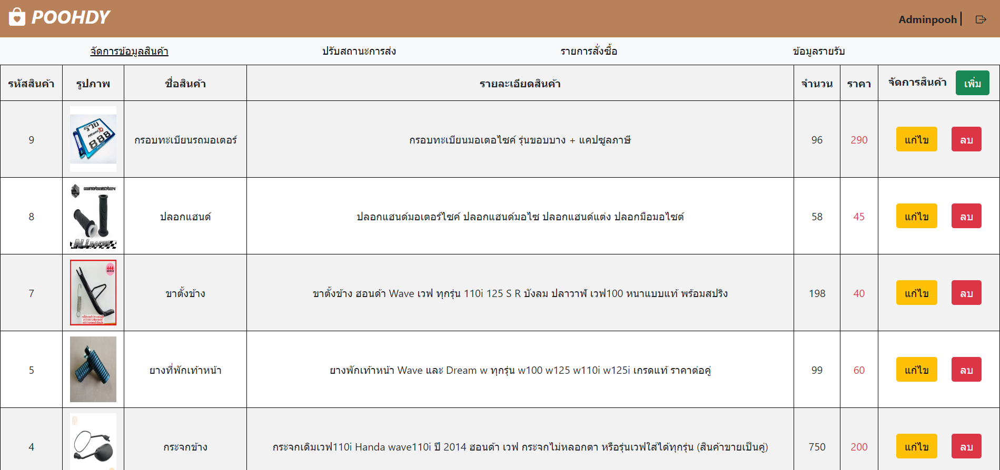 POOHDY
Adminpooh
จัดการข้อมูลสินค้า ปรับสถานะการส่ง รายการสั่งซื้อ ข้อมูลรายรับ
รหัสสินค้า รูปภาพ ชื่อสินค้า รายละเอียดสินค้า จำนวน ราคา จัดการสินค้า เพิ่ม
รวย
888
9 กรอบทะเบียนรถมอเตอร์ กรอบทะเบียนมอเตอไซค์ รุ่นขอบบาง + แคปซูลภาษี 96 290 แก้ไข ลบ
8 ปลอกแฮนด์ ปลอกแฮนด์มอเตอร์ไซค์ ปลอกแฮนด์มอไซ ปลอกแฮนด์แต่ง ปลอกมือมอไซต์ 58 45 แก้ไข ลบ
NJ RACING
444
7 ขาตั้งข้าง ขาตั้งข้าง ฮอนด้า Wave เวฟ ทุกรุ่น 110i 125 S R บังลม ปลาวาฬ เวฟ100 หนาแบบแท้ พร้อมสปริง 198 40 แก้ไข ลบ
5 ยางที่พักเท้าหน้า ยางพักเท้าหน้า Wave และ Dream w ทุกรุ่น w100 w125 w110i w125i เกรดแท้ ราคาต่อคู่ 99 60 แก้ไข ลบ
4 กระจกข้าง กระจกเดิมเวฟ110i Handa wave110i ปี 2014 ฮอนด้า เวฟ กระจกไม่หลอกตา หรือรุ่นเวฟใส่ได้ทุกรุ่น (สินค้าขายเป็นคู่) 750 200 แก้ไข ลบ